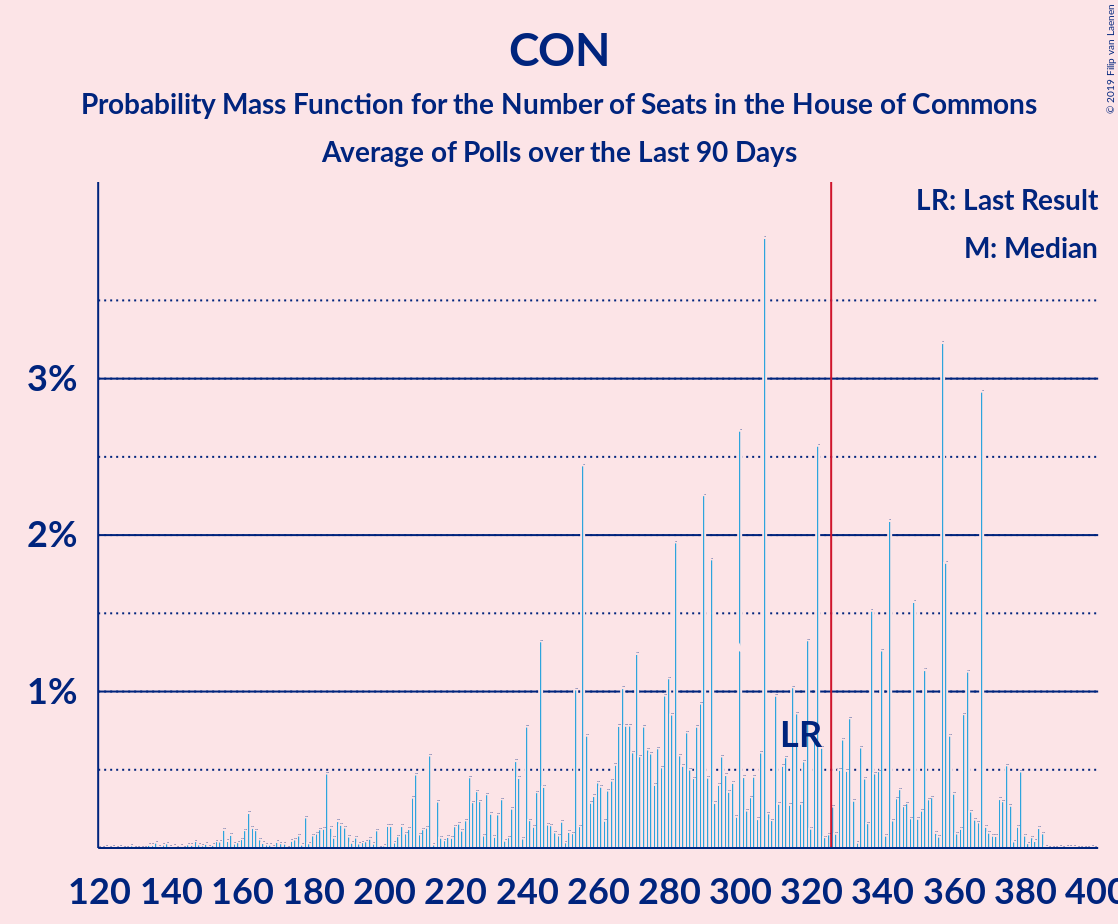 CON
Probability Mass Function for the Number of Seats in the House of Commons
Average of Polls over the Last 90 Days
© 2019 Filip van Laenen
LR: Last Result
M: Median
3%
2%
1%
LR
120 140 160 180 200 220 240 260 280 300 320 340 360 380 400